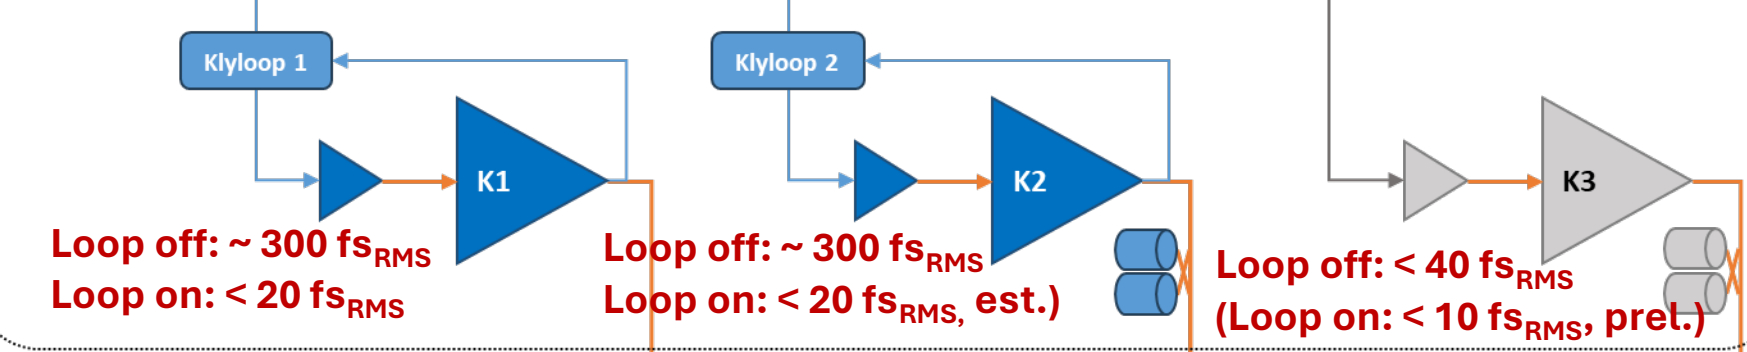 Klyloop 1
Klyloop 2
K1
K2
K3
Loop off: ~ 300 fsRMS
Loop on: < 20 fsRMS
Loop off: ~ 300 fsRMS
Loop on: < 20 fsRMS, est.)
Loop off: < 40 fsRMS
(Loop on: < 10 fsRMS, prel.)